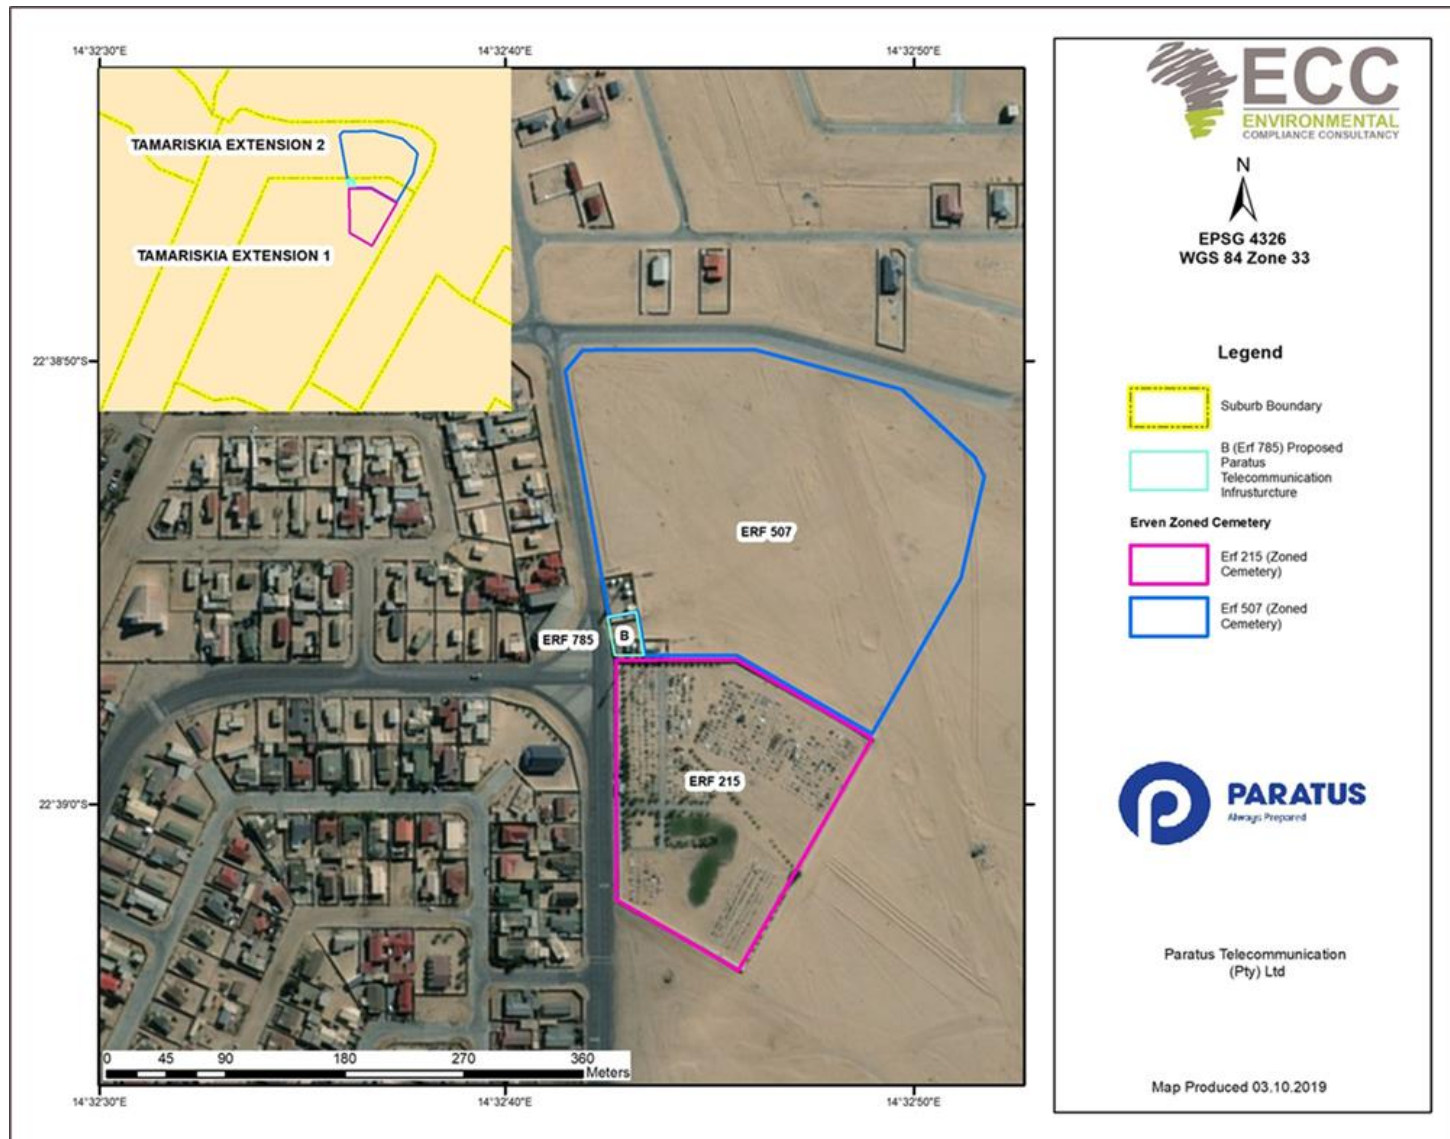 14°32'30"E
14°32'40"E
14°32'50"E
TAMARISKIA EXTENSION 2
TAMARISKIA EXTENSION 1
22°38'50"S
22°39'0"S
ERF 507
ERF 785
B
ERF 215
0 45 90 180 270 360
Meters
14°32'30"E
14°32'40"E
14°32'50"E
ECC
ENVIRONMENTAL
COMPLIANCE CONSULTANCY
N
EPSG 4326
WGS 84 Zone 33
Legend
Suburb Boundary
B (Erf 785) Proposed
Paratus
Telecommunication
Infrusturcture
Erven Zoned Cemetery
Erf 215 (Zoned
Cemetery)
Erf 507 (Zoned
Cemetery)
PARATUS
Always Prepared
Paratus Telecommunication
(Pty) Ltd
Map Produced 03.10.2019